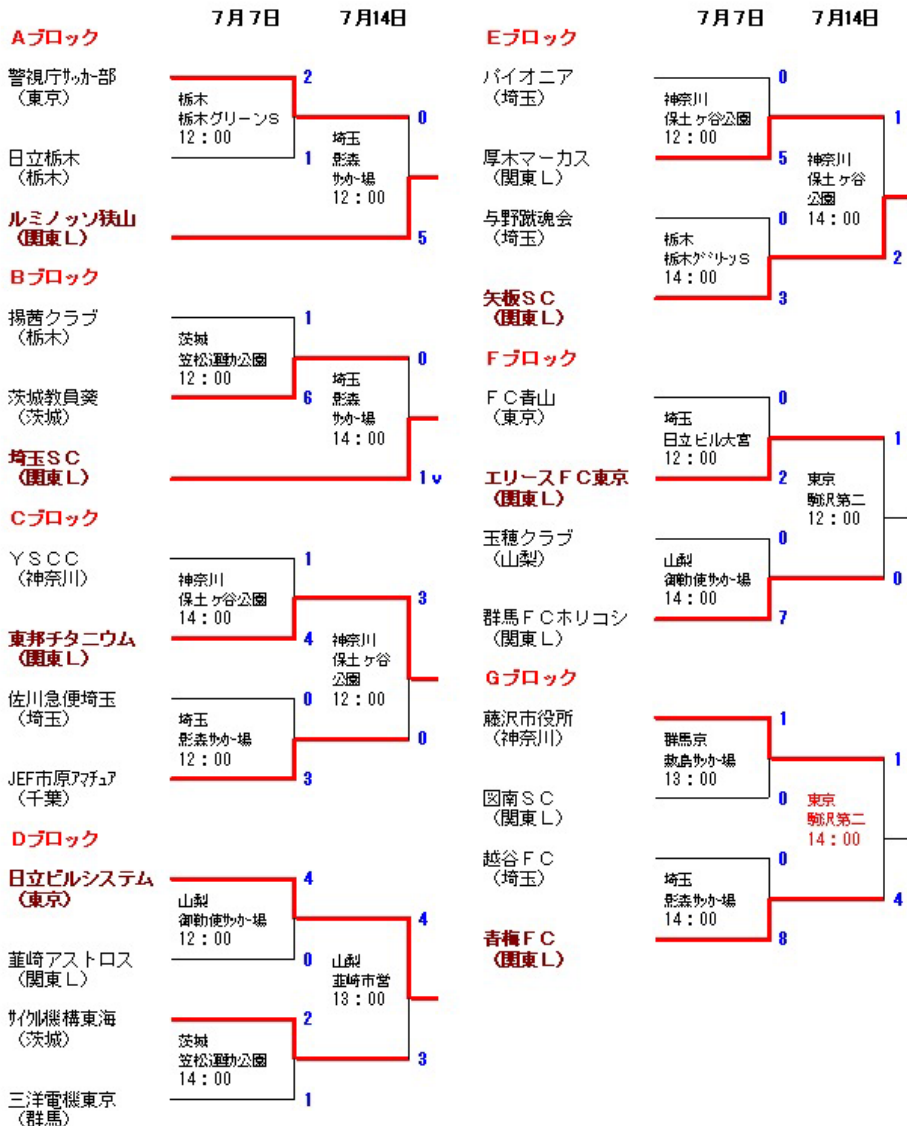 7月7日
7月14日
Aブロック
警視庁サッカー部
(東京)
2
栃木
栃木グリーンS
12:00
0
日立栃木
(栃木)
1
埼玉
影森
サッカー場
12:00
ルミノッソ狭山
(関東L)
5
Bブロック
揚茜クラブ
(栃木)
1
茨城
笠松運動公園
12:00
0
茨城教員葵
(茨城)
6
埼玉
影森
サッカー場
14:00
埼玉SC
(関東L)
1 v
Cブロック
YSCC
(神奈川)
1
神奈川
保土ヶ谷公園
14:00
3
東邦チタニウム
(関東L)
4
神奈川
保土ヶ谷
公園
12:00
佐川急便埼玉
(埼玉)
0
埼玉
影森サッカー場
12:00
0
JEF市原アマチュア
(千葉)
3
Dブロック
日立ビルシステム
(東京)
4
山梨
御勅使サッカー場
12:00
4
韮崎アストロス
(関東L)
0
山梨
韮崎市営
13:00
サイクル機構東海
(茨城)
2
茨城
笠松運動公園
14:00
3
三洋電機東京
(群馬)
1
7月7日
7月14日
Eブロック
パイオニア
(埼玉)
0
神奈川
保土ヶ谷公園
12:00
1
厚木マーカス
(関東L)
5
神奈川
保土ヶ谷
公園
14:00
与野蹴魂会
(埼玉)
0
栃木
栃木グリーンS
14:00
2
矢板SC
(関東L)
3
Fブロック
FC青山
(東京)
0
埼玉
日立ビル大宮
12:00
1
エリースFC東京
(関東L)
2
東京
駒沢第二
12:00
玉穂クラブ
(山梨)
0
山梨
御勅使サッカー場
14:00
0
群馬FCホリコシ
(関東L)
7
Gブロック
藤沢市役所
(神奈川)
1
群馬京
敷島サッカー場
13:00
1
図南SC
(関東L)
0
東京
駒沢第二
14:00
越谷FC
(埼玉)
0
埼玉
影森サッカー場
14:00
4
青梅FC
(関東L)
8